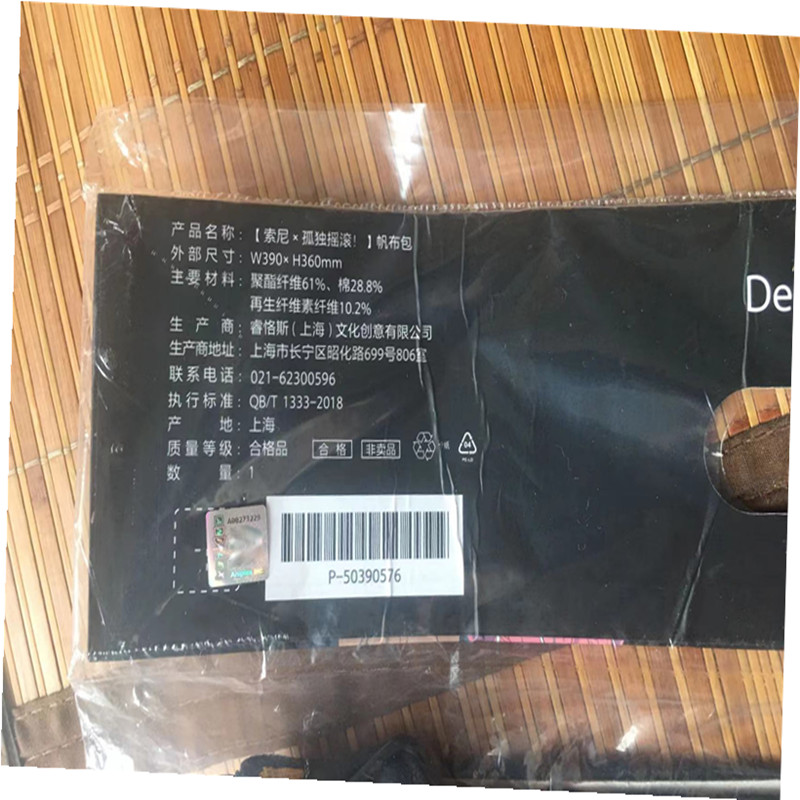 产品名称：【索尼×孤独摇滚！】帆布包
外部尺寸：W390×H360mm
主要材料：聚酯纤维61%、棉28.8%
再生纤维素纤维10.2%
生产商：睿恪斯（上海）文化创意有限公司
生产商地址：上海市长宁区昭化路699号806室
联系电话：021-62300596
执行标准：QB/T 1333-2018
产地：上海
质量等级：合格品 合格 非卖品 04
数量：1
De
P-50390576